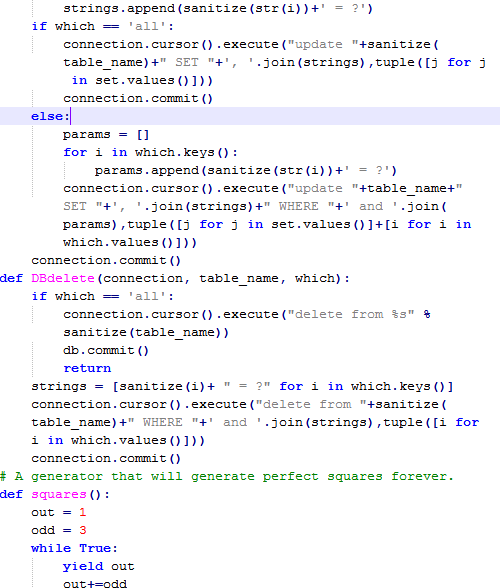 strings.append(sanitize(str(i))+' = ?')
if which == 'all':
connection.cursor().execute("update "+sanitize(
table_name)+" SET "+', '.join(strings),tuple([j for j
in set.values()]))
connection.commit()
else:
params = []
for i in which.keys():
params.append(sanitize(str(i))+' = ?')
connection.cursor().execute("update "+table_name+"
SET "+', '.join(strings)+" WHERE "+' and '.join(
params),tuple([j for j in set.values()]+[i for i in
which.values()]))
connection.commit()
def DBdelete(connection, table_name, which):
if which == 'all':
connection.cursor().execute("delete from %s" %
sanitize(table_name))
db.commit()
return
strings = [sanitize(i)+ " = ?" for i in which.keys()]
connection.cursor().execute("delete from "+sanitize(
table_name)+" WHERE "+' and '.join(strings),tuple([i for
i in which.values()]))
connection.commit()
# A generator that will generate perfect squares forever.
def squares():
out = 1
odd = 3
while True:
yield out
out+=odd